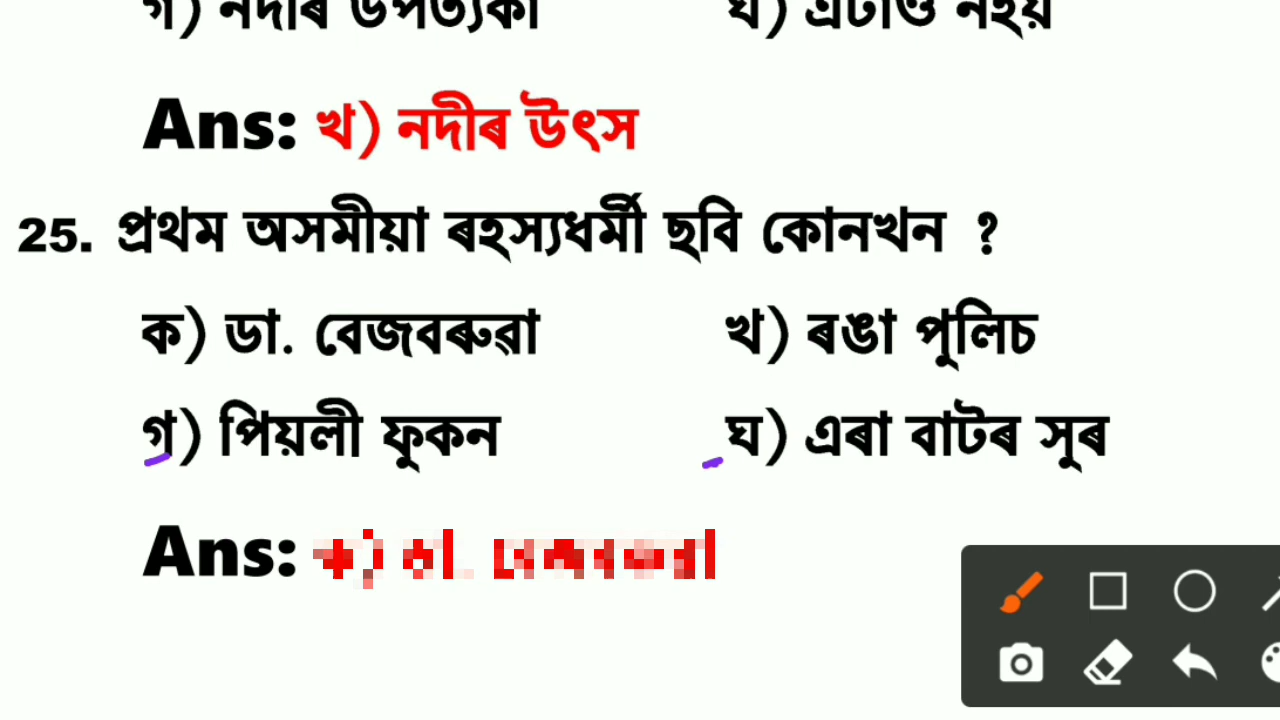 গ) নদীৰ উপত্যকা ঘ) এটাও নহয়
Ans: খ) নদীৰ উৎস
25. প্ৰথম অসমীয়া ৰহস্যধৰ্মী ছবি কোনখন ?
ক) ডা. বেজবৰুৱা খ) ৰঙা পুলিচ
গ) পিয়লী ফুকন ঘ) এৰা বাটৰ সুৰ
Ans: